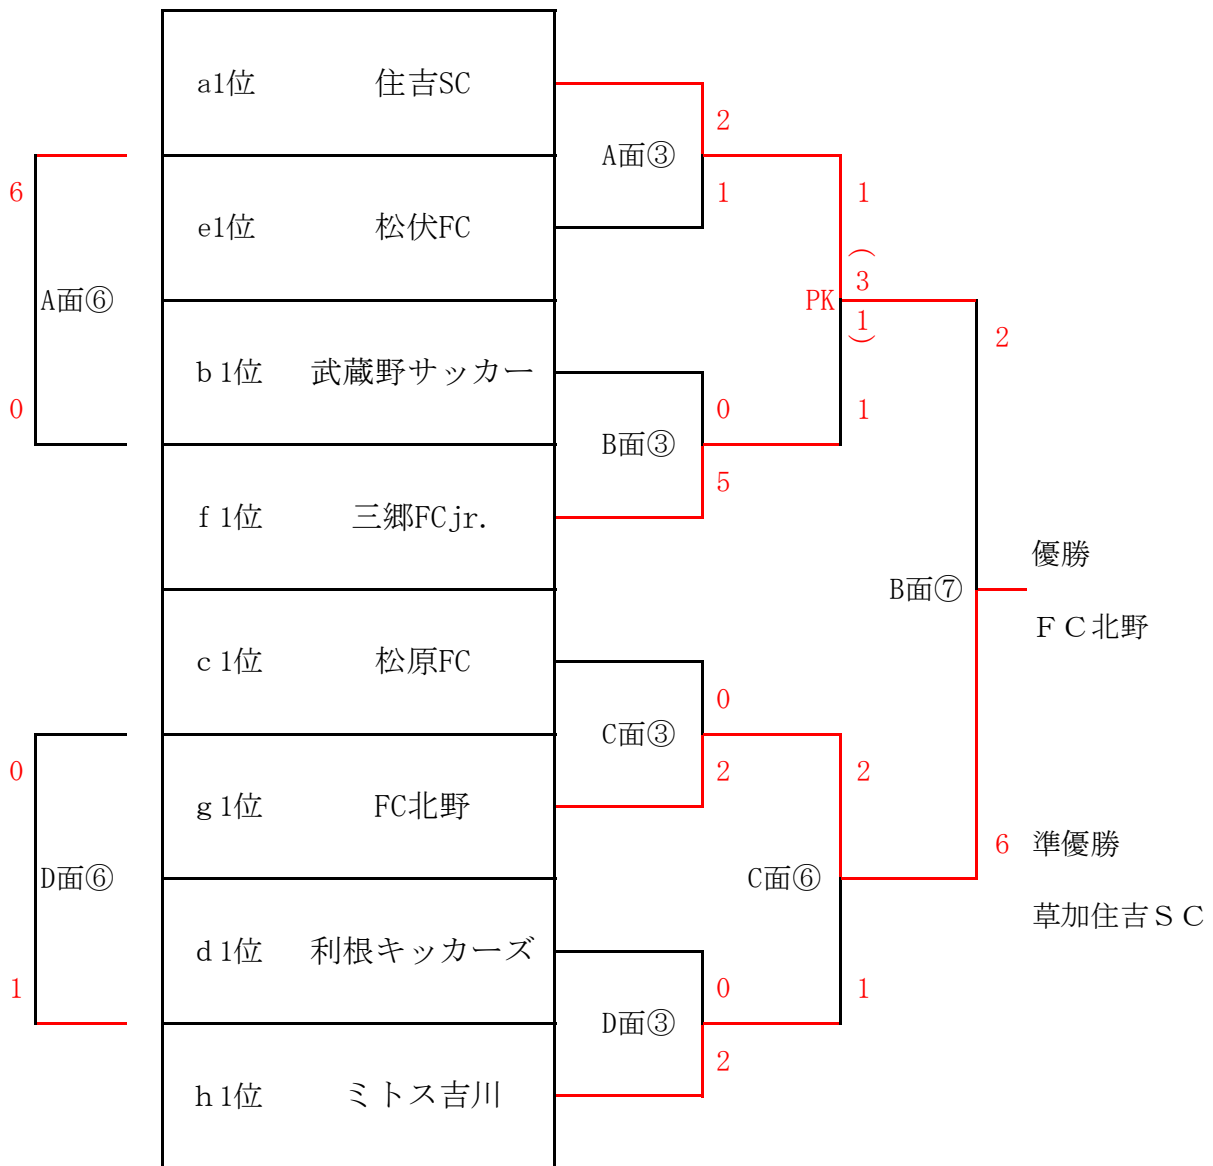 a1位 住吉SC
2
A面③
6
1
1
e1位 松伏FC
(3
A面⑥
PK
1)
2
b1位 武蔵野サッカー
0
0
1
B面③
5
f1位 三郷FCjr.
優勝
B面⑦
FC北野
c1位 松原FC
0
C面③
0
2
2
g1位 FC北野
6 準優勝
D面⑥
C面⑥
草加住吉SC
d1位 利根キッカーズ
1
0
1
D面③
2
h1位 ミトス吉川